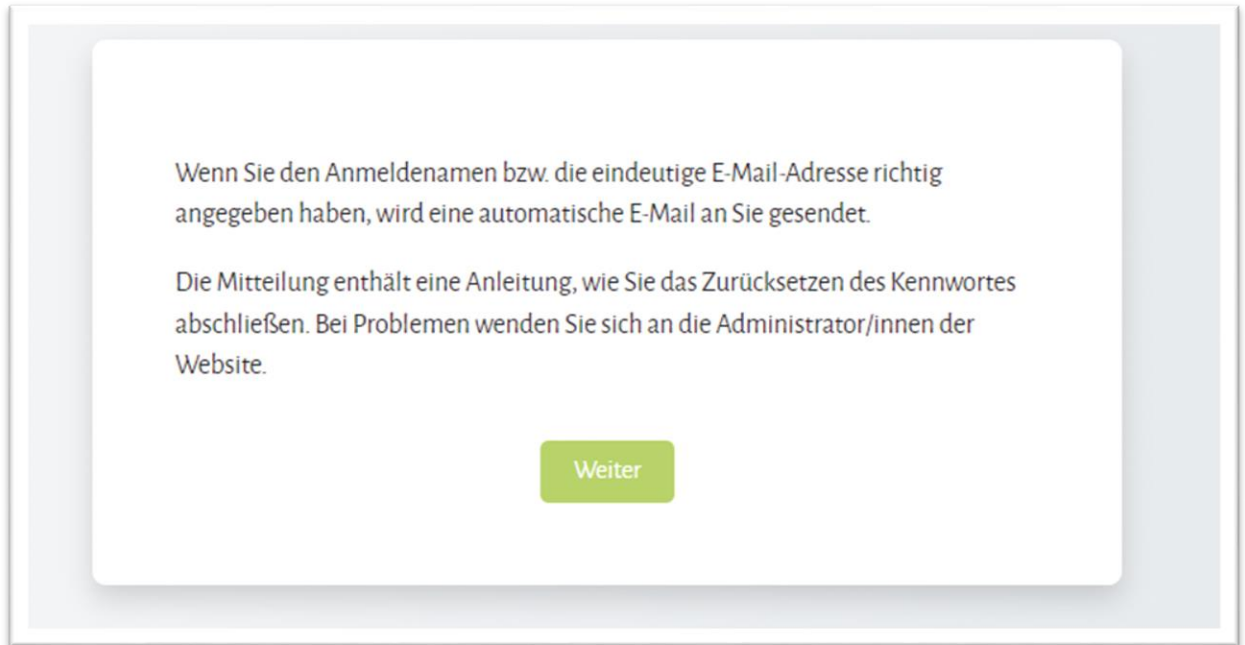 Wenn Sie den Anmeldenamen bzw. die eindeutige E-Mail-Adresse richtig
angegeben haben, wird eine automatische E-Mail an Sie gesendet.
Die Mitteilung enthält eine Anleitung, wie Sie das Zurücksetzen des Kennwortes
abschließen. Bei Problemen wenden Sie sich an die Administrator/innen der
Website.
Weiter